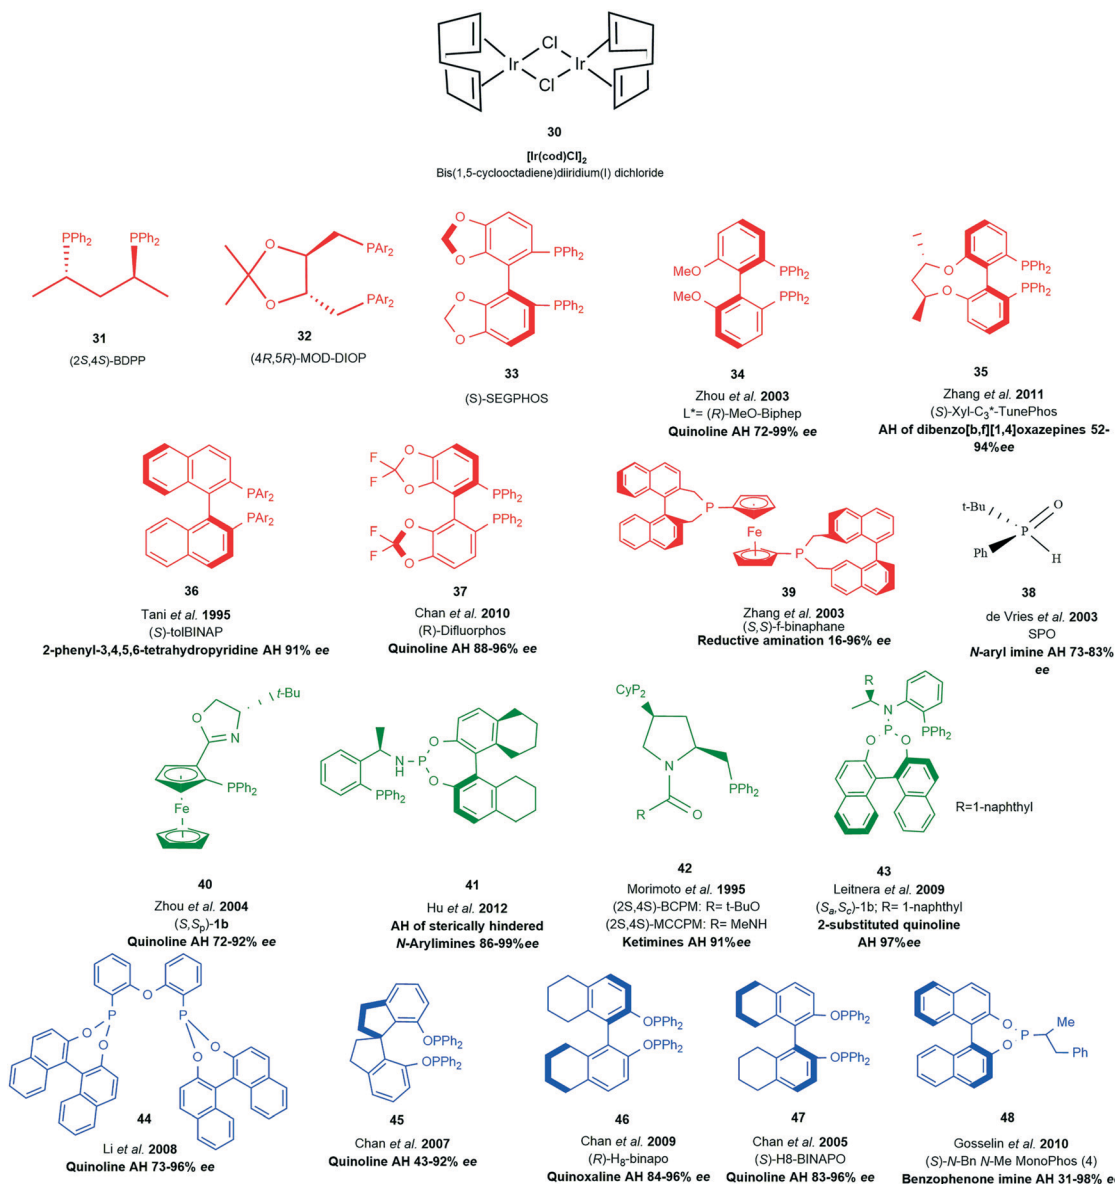 Cl
Ir
Ir
Cl
30
[Ir(cod)Cl]2
Bis(1,5-cyclooctadiene)diiridium(I) dichloride
PPh2
PPh2
31
(2S,4S)-BDPP
O
O
PAr2
PAr2
32
(4R,5R)-MOD-DIOP
O
O
O
O
PPh2
PPh2
33
(S)-SEGPHOS
MeO
MeO
PPh2
PPh2
34
Zhou et al. 2003
L*= (R)-MeO-Biphep
Quinoline AH 72-99% ee
O
O
PPh2
PPh2
35
Zhang et al. 2011
(S)-Xyl-C3*-TunePhos
AH of dibenzo[b,f][1,4]oxazepines 52-
94%ee
PAr2
PAr2
36
Tani et al. 1995
(S)-tolBINAP
2-phenyl-3,4,5,6-tetrahydropyridine AH 91% ee
F
F
O
O
F
F
O
O
PPh2
PPh2
37
Chan et al. 2010
(R)-Difluorphos
Quinoline AH 88-96% ee
P
Fe
P
39
Zhang et al. 2003
(S,S)-f-binaphane
Reductive amination 16-96% ee
t-Bu
O
P
Ph
H
38
de Vries et al. 2003
SPO
N-aryl imine AH 73-83%
ee
t-Bu
O
N
PPh2
Fe
40
Zhou et al. 2004
(S,Sp)-1b
Quinoline AH 72-92% ee
NH
P
O
O
PPh2
41
Hu et al. 2012
AH of sterically hindered
N-Arylimines 86-99%ee
CyP2
N
PPh2
R
O
42
Morimoto et al. 1995
(2S,4S)-BCPM: R= t-BuO
(2S,4S)-MCCPM: R= MeNH
Ketimines AH 91%ee
R
N
PPh2
P
O
O
R=1-naphthyl
43
Leitnera et al. 2009
(Sa,Sc)-1b; R= 1-naphthyl
2-substituted quinoline
AH 97%ee
O
P
P
O
O
O
O
44
Li et al. 2008
Quinoline AH 73-96% ee
OPPh2
OPPh2
45
Chan et al. 2007
Quinoline AH 43-92% ee
OPPh2
OPPh2
46
Chan et al. 2009
(R)-H8-binapo
Quinoxaline AH 84-96% ee
OPPh2
OPPh2
47
Chan et al. 2005
(S)-H8-BINAPO
Quinoline AH 83-96% ee
O
O
P
Me
Ph
48
Gosselin et al. 2010
(S)-N-Bn N-Me MonoPhos (4)
Benzophenone imine AH 31-98% ee